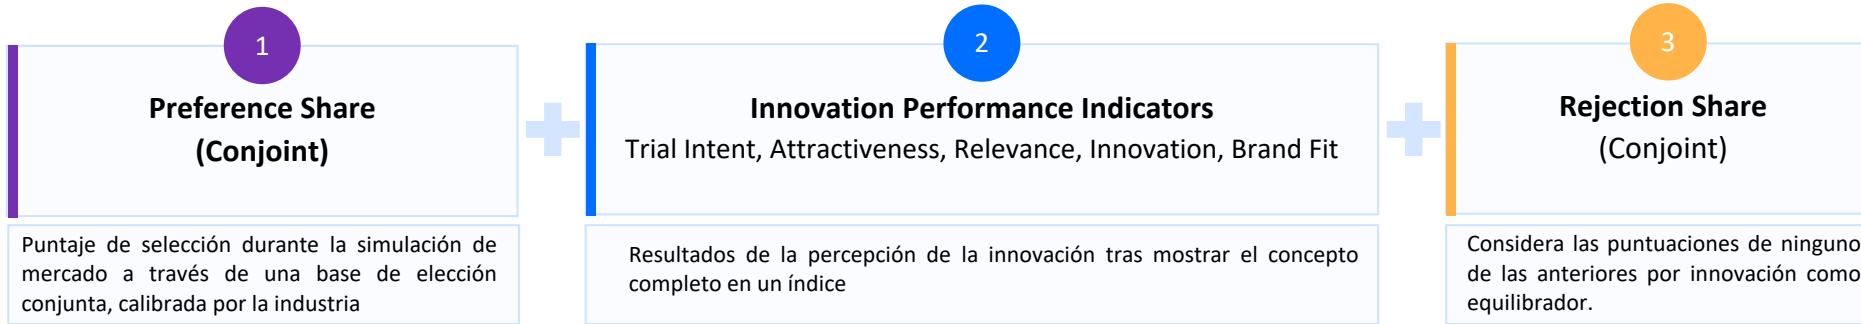 1
Preference Share
(Conjoint)
Puntaje de selección durante la simulación de
mercado a través de una base de elección
conjunta, calibrada por la industria
2
Innovation Performance Indicators
Trial Intent, Attractiveness, Relevance, Innovation, Brand Fit
Resultados de la percepción de la innovación tras mostrar el concepto
completo en un índice
3
Rejection Share
(Conjoint)
Considera las puntuaciones de ninguno
de las anteriores por innovación como
equilibrador.